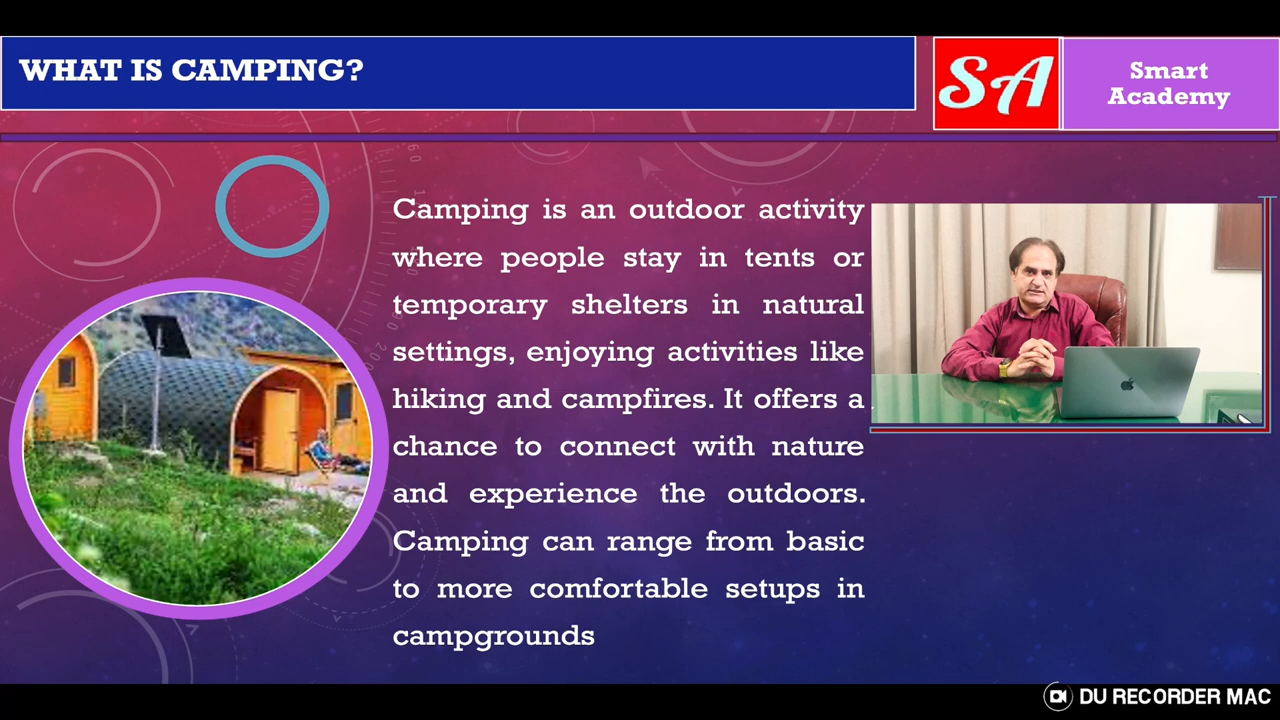 WHAT IS CAMPING?
SA
Smart
Academy
Camping is an outdoor activity
where people stay in tents or
temporary shelters in natural
settings, enjoying activities like
hiking and campfires. It offers a
chance to connect with nature
and experience the outdoors.
Camping can range from basic
to more comfortable setups in
campgrounds
DU RECORDER MAC